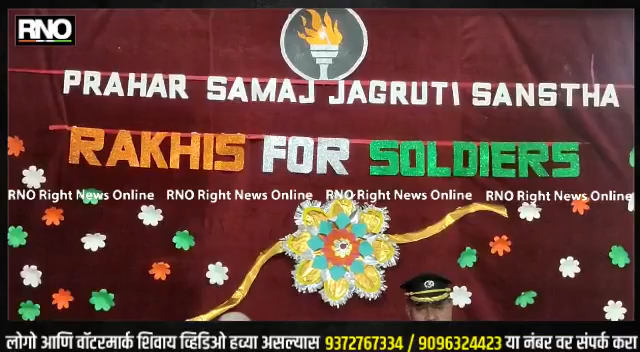 RNO
PRAHAR SAMAJ JAGRUTI SANSTHA
RAKHIS FOR SOLDIERS
RNO Right News Online RNO Right News Online RNO Right News Online RNO Right News Online
लोगो आणि वॉटरमार्क शिवाय व्हिडिओ हव्या असल्यास 9372767334 / 9096324423 या नंबर वर संपर्क करा